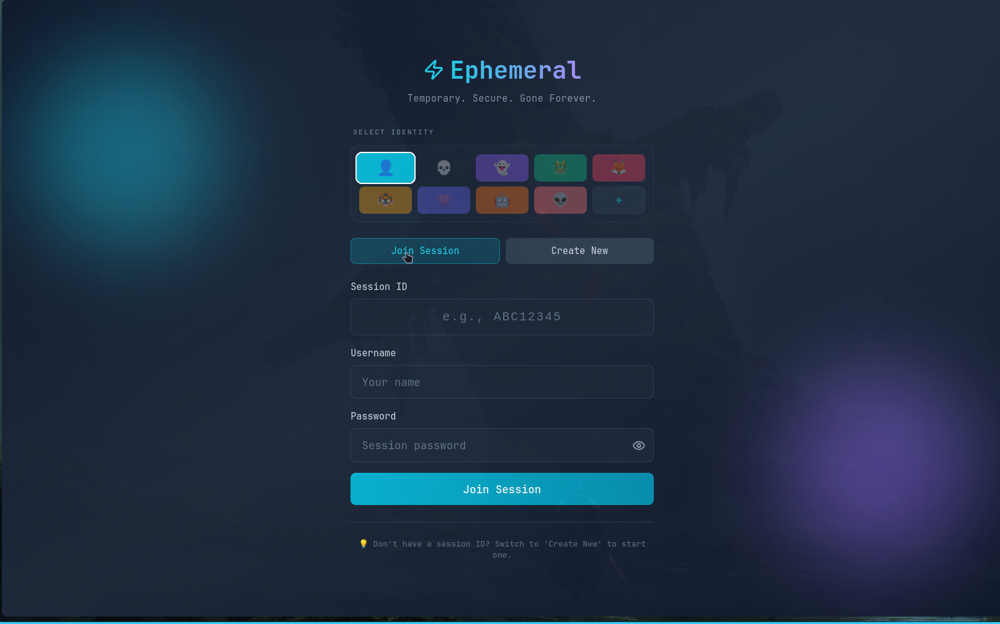 Ephemeral
Temporary. Secure. Gone Forever.
SELECT IDENTITY
+
Join Session
Create New
Session ID
e.g., ABC12345
Username
Your name
Password
Session password
Join Session
Don't have a session ID? Switch to 'Create New' to start
one.